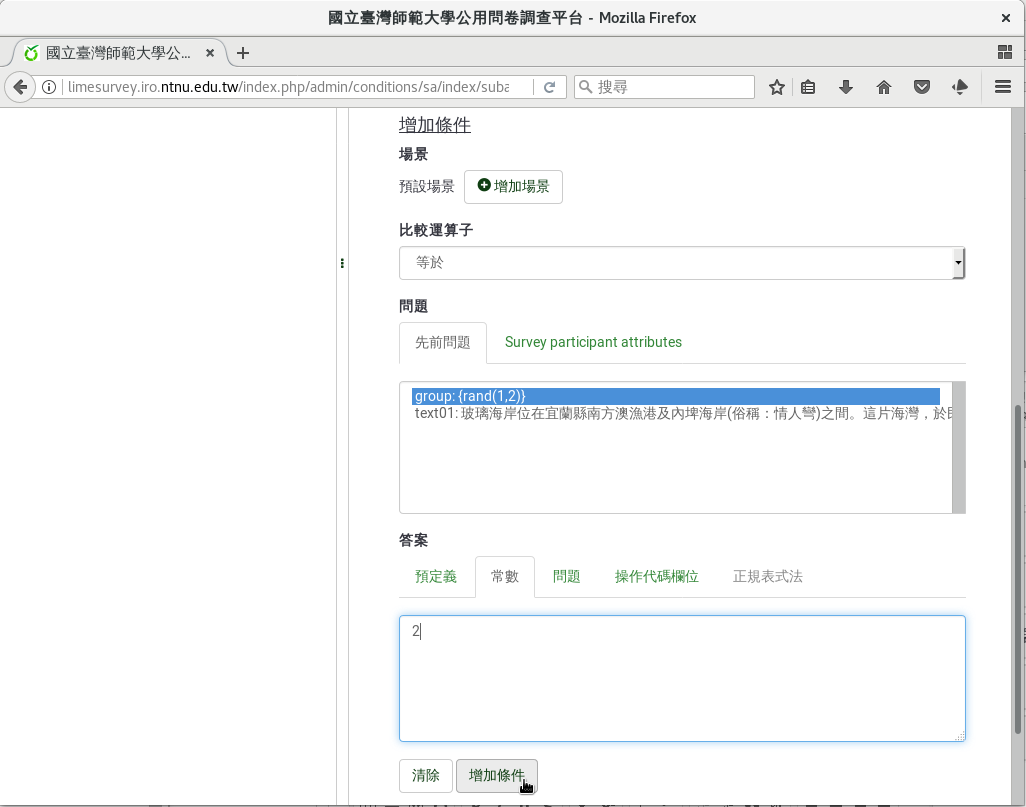 國立臺灣師範大學公用問卷調查平台 - Mozilla Firefox
國立臺灣師範大學公...
limesurvey.iro.ntnu.edu.tw/index.php/admin/conditions/sa/index/suba
搜尋
增加條件
場景
預設場景 增加場景
比較運算子
等於
問題
先前問題 Survey participant attributes
group: {rand(1,2)}
text01: 玻璃海岸位在宜蘭縣南方澳漁港及內埤海岸(俗稱：情人彎)之間。這片海灣，於
答案
預定義 常數 問題 操作代碼欄位 正規表式法
2
清除 增加條件